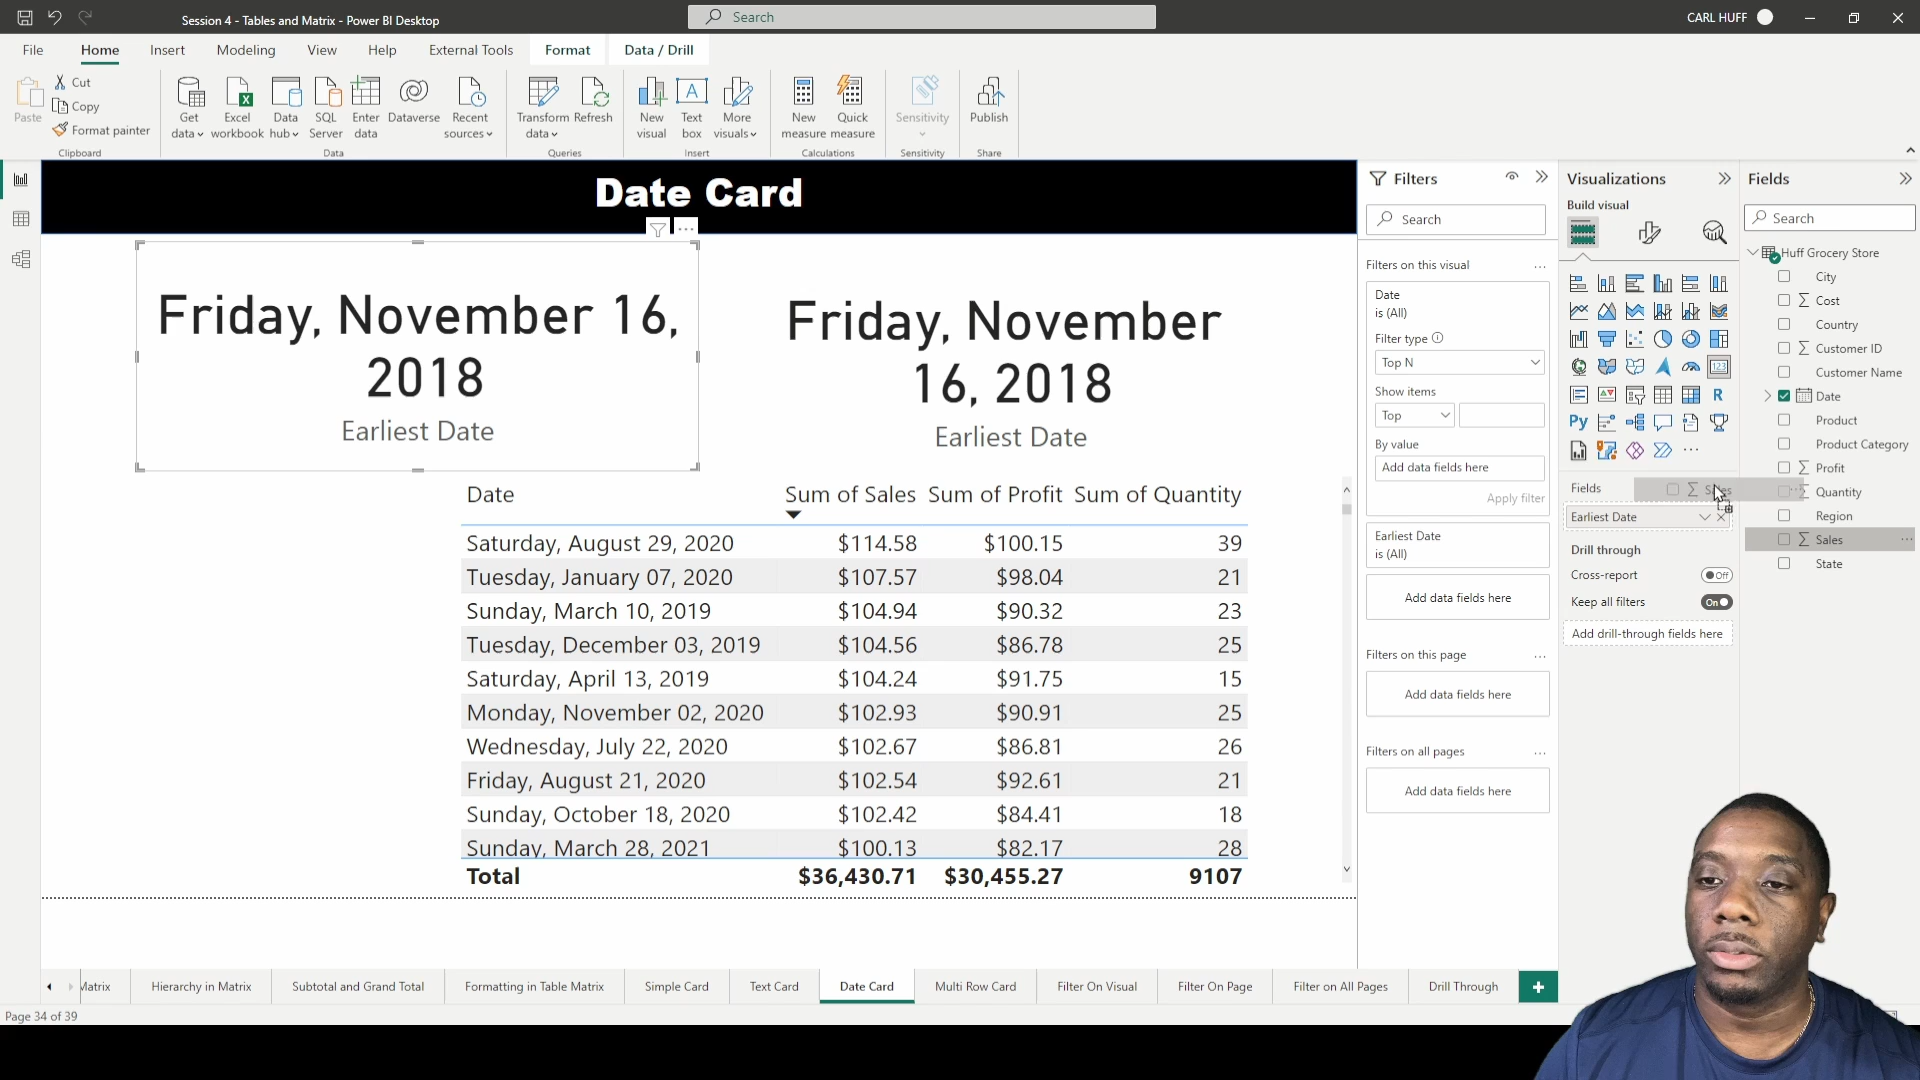 Session 4 - Tables and Matrix - Power BI Desktop
Search
CARL HUFF
File
Home
Insert
Modeling
View
Help
External Tools
Format
Data / Drill
Paste
Cut
Copy
Format painter
Get data
Excel workbook
Data hub
SQL Server
Enter data
Dataverse
Recent sources
Transform data
Refresh
New visual
Text box
More visuals
New measure
Quick measure
Sensitivity
Publish
Clipboard
Data
Queries
Insert
Calculations
Sensitivity
Share
Date Card
Friday, November 16,
2018
Earliest Date
Friday, November
16, 2018
Earliest Date
Date Sum of Sales Sum of Profit Sum of Quantity
Saturday, August 29, 2020 $114.58 $100.15 39
Tuesday, January 07, 2020 $107.57 $98.04 21
Sunday, March 10, 2019 $104.94 $90.32 23
Tuesday, December 03, 2019 $104.56 $86.78 25
Saturday, April 13, 2019 $104.24 $91.75 15
Monday, November 02, 2020 $102.93 $90.91 25
Wednesday, July 22, 2020 $102.67 $86.81 26
Friday, August 21, 2020 $102.54 $92.61 21
Sunday, October 18, 2020 $102.42 $84.41 18
Sunday, March 28, 2021 $100.13 $82.17 28
Total $36,430.71 $30,455.27 9107
Filters
Search
Filters on this visual
Date
is (All)
Filter type
Top N
Show items
Top
By value
Add data fields here
Apply filter
Earliest Date
is (All)
Add data fields here
Filters on this page
Add data fields here
Filters on all pages
Add data fields here
Visualizations
Build visual
123
R
Py
Fields
Σ Sales
Earliest Date
Drill through
Cross-report
Off
Keep all filters
On
Add drill-through fields here
Fields
Search
Huff Grocery Store
City
Σ Cost
Country
Σ Customer ID
Customer Name
Date
Product
Product Category
Σ Profit
Σ Quantity
Region
Σ Sales
State
Matrix
Hierarchy in Matrix
Subtotal and Grand Total
Formatting in Table Matrix
Simple Card
Text Card
Date Card
Multi Row Card
Filter On Visual
Filter On Page
Filter on All Pages
Drill Through
Page 34 of 39